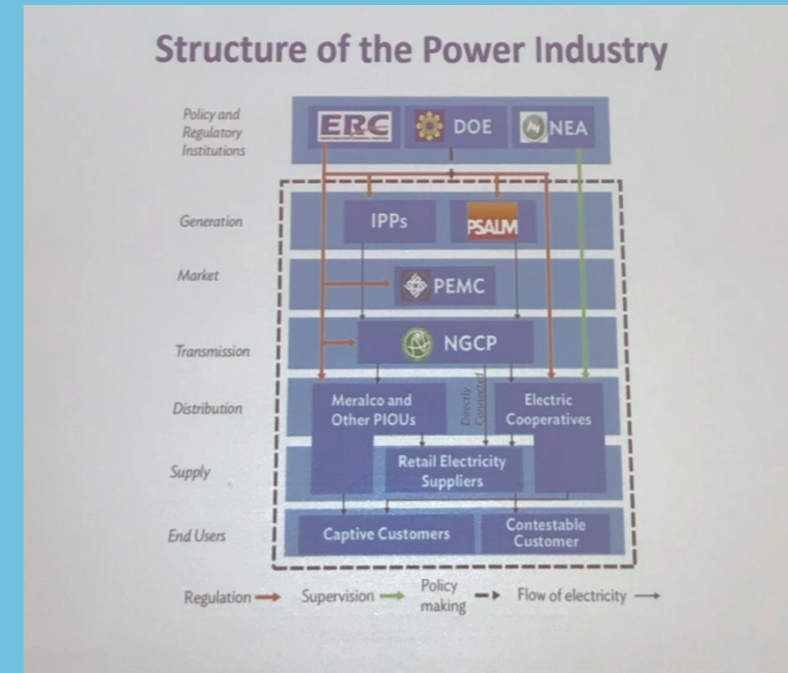 Structure of the Power Industry
Policy and
Regulatory
Institutions
ERC
DOE
NEA
Generation
IPPs
PSALM
Market
PEMC
Transmission
NGCP
Distribution
Meralco and
Other PIOUs
Directly
Connected
Electric
Cooperatives
Supply
Retail Electricity
Suppliers
End Users
Captive Customers
Contestable
Customer
Regulation
Supervision
Policy
making
Flow of electricity